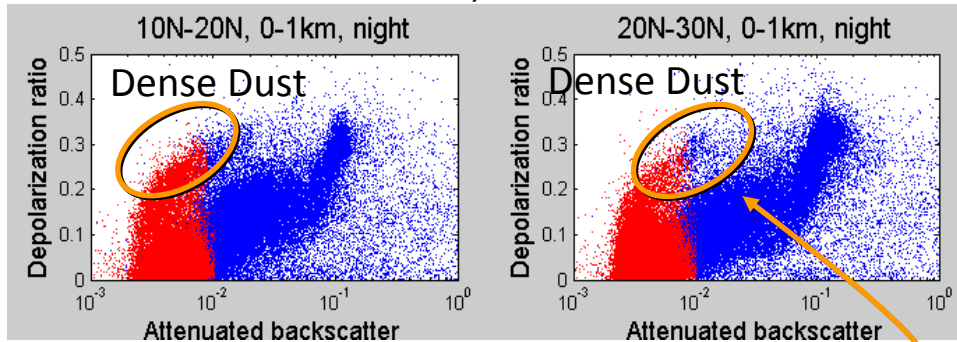 10N-20N, 0-1km, night
Dense Dust
Depolarization ratio
0.5
0.4
0.3
0.2
0.1
0
10^-3
10^-2
10^-1
10^0
Attenuated backscatter
20N-30N, 0-1km, night
Dense Dust
Depolarization ratio
0.5
0.4
0.3
0.2
0.1
0
10^-3
10^-2
10^-1
10^0
Attenuated backscatter